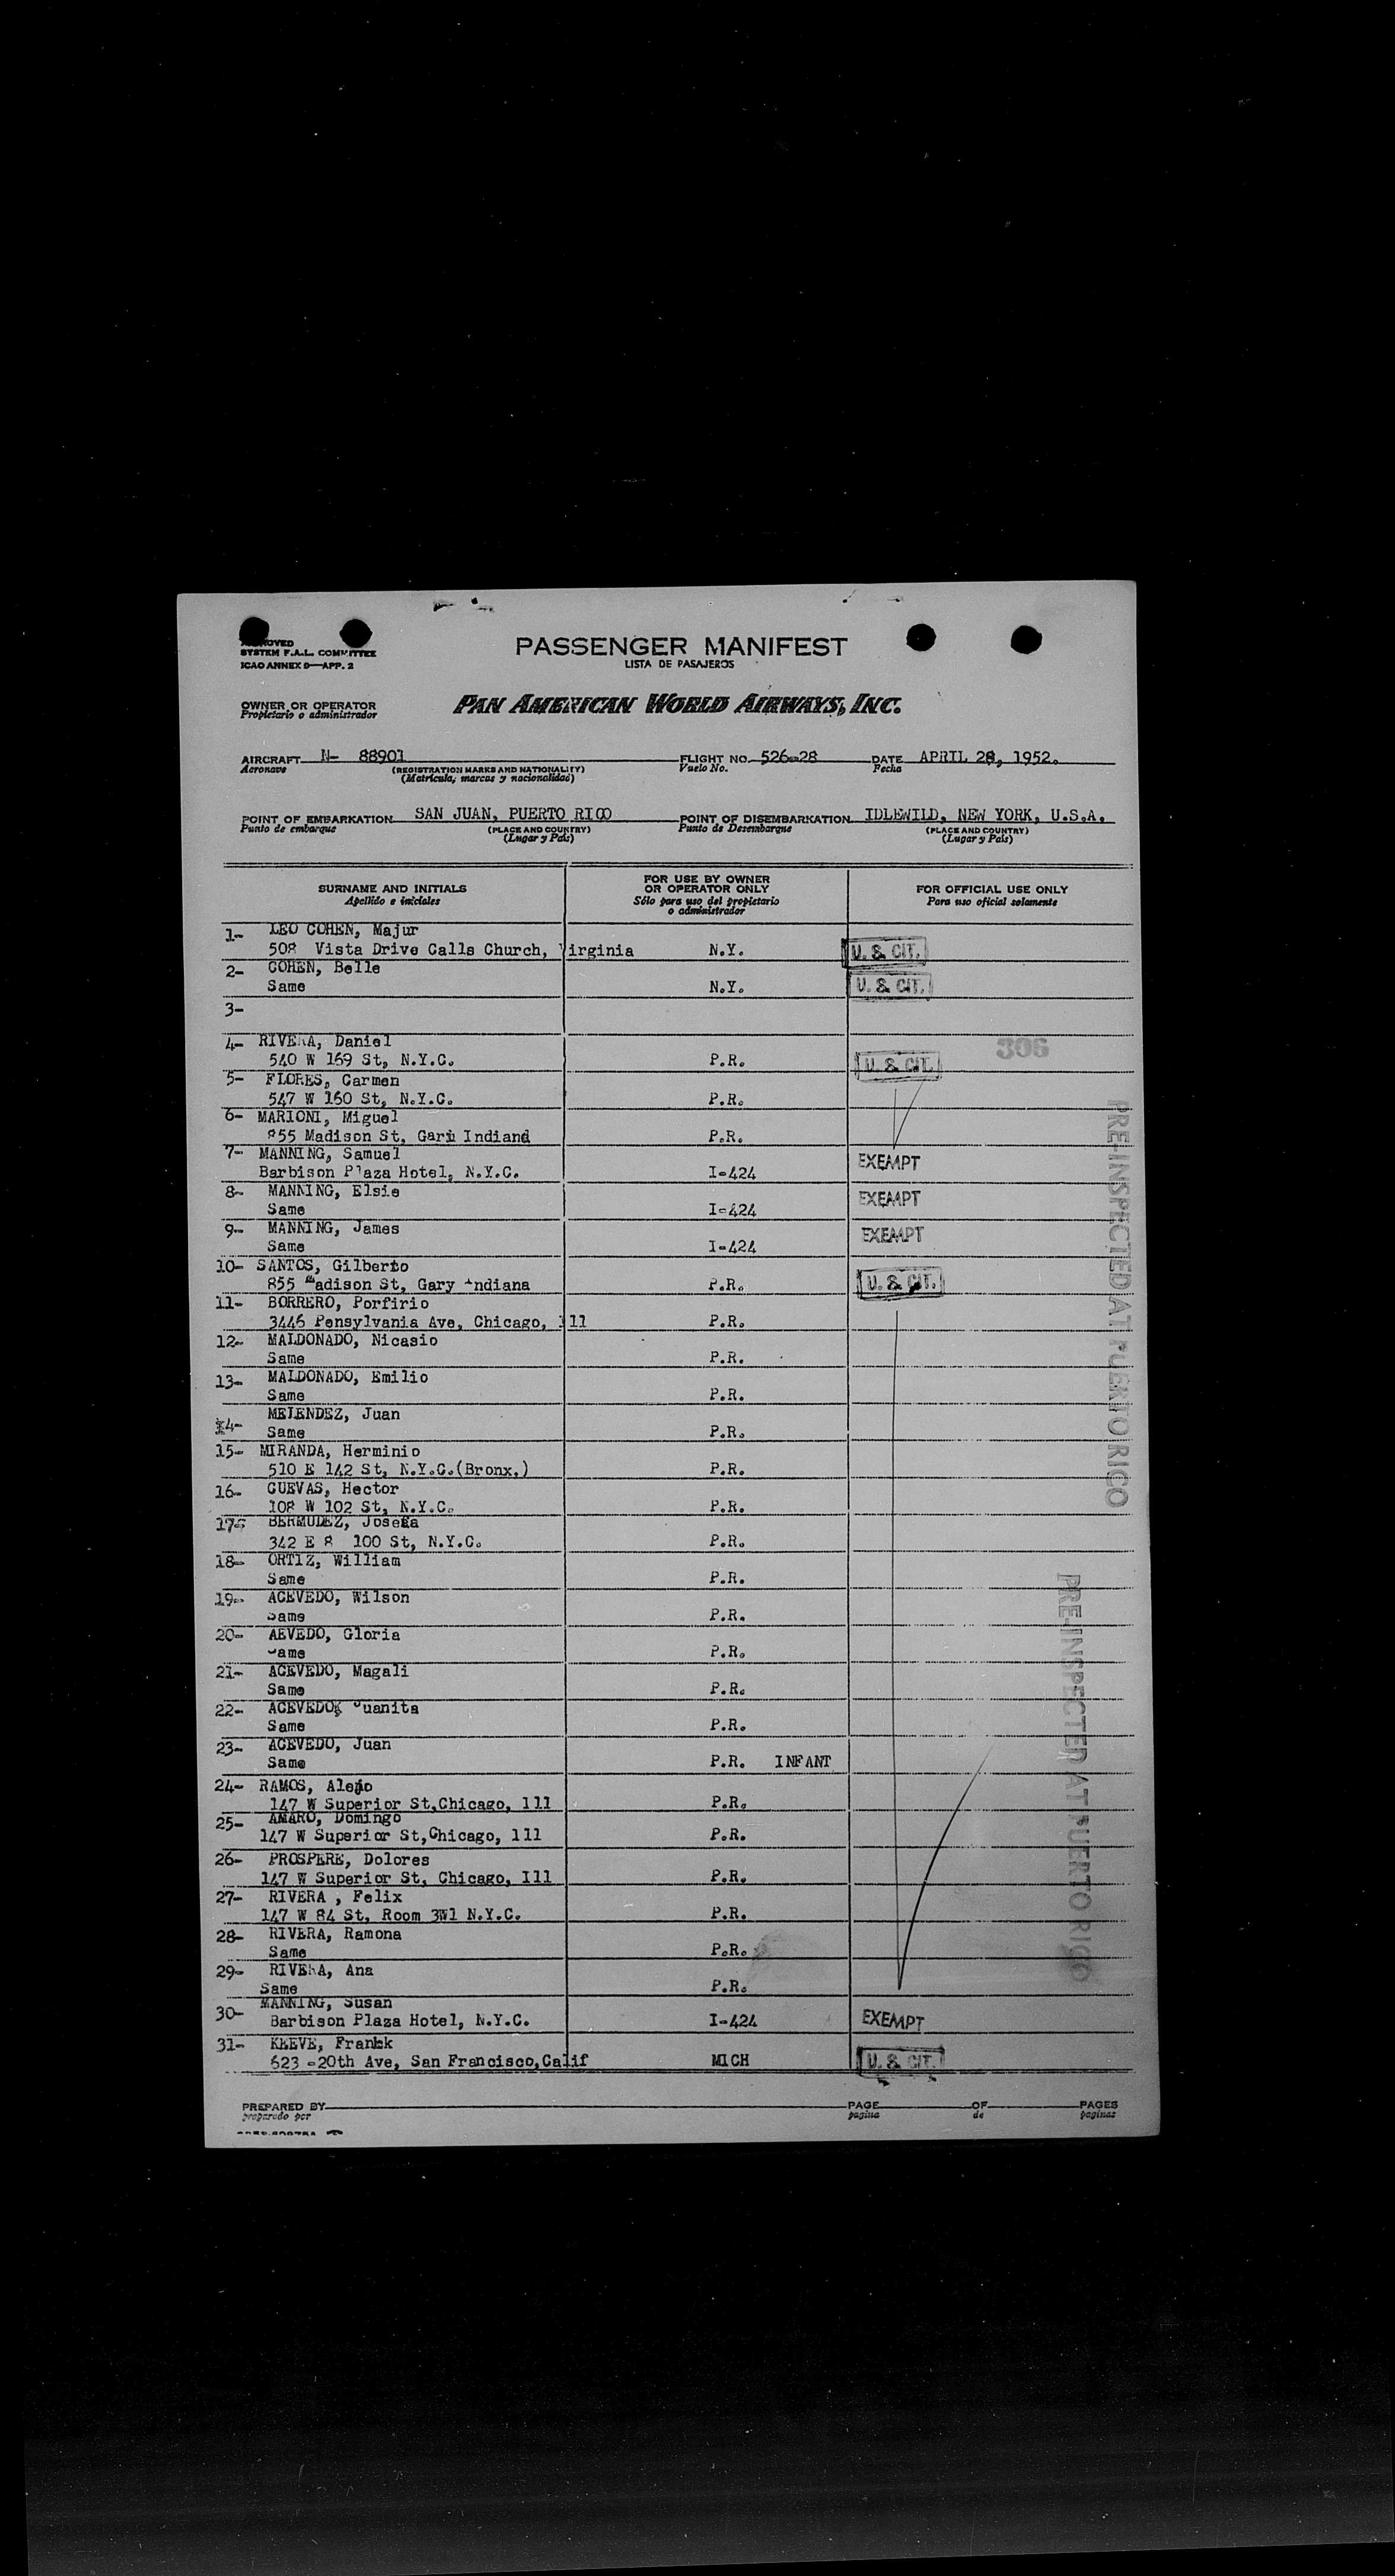 APPROVED
SYSTEM F.A.L. COMMITTEE
ICAO ANNEX 9—APP. 2
PASSENGER MANIFEST
LISTA DE PASAJEROS
OWNER OR OPERATOR
Propietario o administrador
PAN AMERICAN WORLD AIRWAYS, INC.
AIRCRAFT N- 88901 FLIGHT NO. 526-28 DATE APRIL 28, 1952.
Aeronave (REGISTRATION MARKS AND NATIONALITY) Vuelo No. Fecha
(Matrícula, marcas y nacionalidad)
POINT OF EMBARKATION SAN JUAN, PUERTO RICO POINT OF DISEMBARKATION IDLEWILD, NEW YORK, U.S.A.
Punto de embarque (PLACE AND COUNTRY) Punto de Desembarque (PLACE AND COUNTRY)
(Lugar y País) (Lugar y País)
SURNAME AND INITIALS
Apellido e iniciales
FOR USE BY OWNER
OR OPERATOR ONLY
Sólo para uso del propietario
o administrador
FOR OFFICIAL USE ONLY
Para uso oficial solamente
1- LEO COHEN, Majur
508 Vista Drive Calls Church, Virginia N.Y. U. S. CIT.
2- COHEN, Belle
Same N.Y. U. S. CIT.
3-
4- RIVERA, Daniel 306
540 W 169 St, N.Y.C. P.R. U. S. CIT.
5- FLORES, Carmen
547 W 160 St, N.Y.C. P.R.
6- MARIONI, Miguel
855 Madison St, Gari Indiand P.R.
7- MANNING, Samuel
Barbison Plaza Hotel, N.Y.C. I-424 EXEMPT
8- MANNING, Elsie
Same I-424 EXEMPT
9- MANNING, James
Same I-424 EXEMPT
10- SANTOS, Gilberto
855 Madison St, Gary Indiana P.R. U. S. CIT.
11- BORRERO, Porfirio
3446 Pensylvania Ave, Chicago, ill P.R.
12- MALDONADO, Nicasio
Same P.R.
13- MALDONADO, Emilio
Same P.R.
14- MELENDEZ, Juan
Same P.R.
15- MIRANDA, Herminio
510 E 142 St, N.Y.C.(Bronx,) P.R.
16- CUEVAS, Hector
108 W 102 St, N.Y.C. P.R.
17- BERMUDEZ, Josefa
342 E 8 100 St, N.Y.C. P.R.
18- ORTIZ, William
Same P.R.
19- ACEVEDO, Wilson
Same P.R.
20- AEVEDO, Gloria
Same P.R.
21- ACEVEDO, Magali
Same P.R.
22- ACEVEDO, Juanita
Same P.R.
23- ACEVEDO, Juan
Same P.R. INFANT
24- RAMOS, Alejo
147 W Superior St,Chicago, lll P.R.
25- AMARO, Domingo
147 W Superior St,Chicago, lll P.R.
26- PROSPERE, Dolores
147 W Superior St, Chicago, Ill P.R.
27- RIVERA , Felix
147 W 84 St, Room 3W1 N.Y.C. P.R.
28- RIVERA, Ramona
Same P.R.
29- RIVERA, Ana
Same P.R.
30- MANNING, Susan
Barbison Plaza Hotel, N.Y.C. I-424 EXEMPT
31- KEEVE, Frank
623 -20th Ave, San Francisco,Calif MICH U. S. CIT.
PRE-INSPECTED AT PUERTO RICO
PRE-INSPECTED AT PUERTO RICO
PREPARED BY PAGE OF PAGES
preparado por pagina de paginas